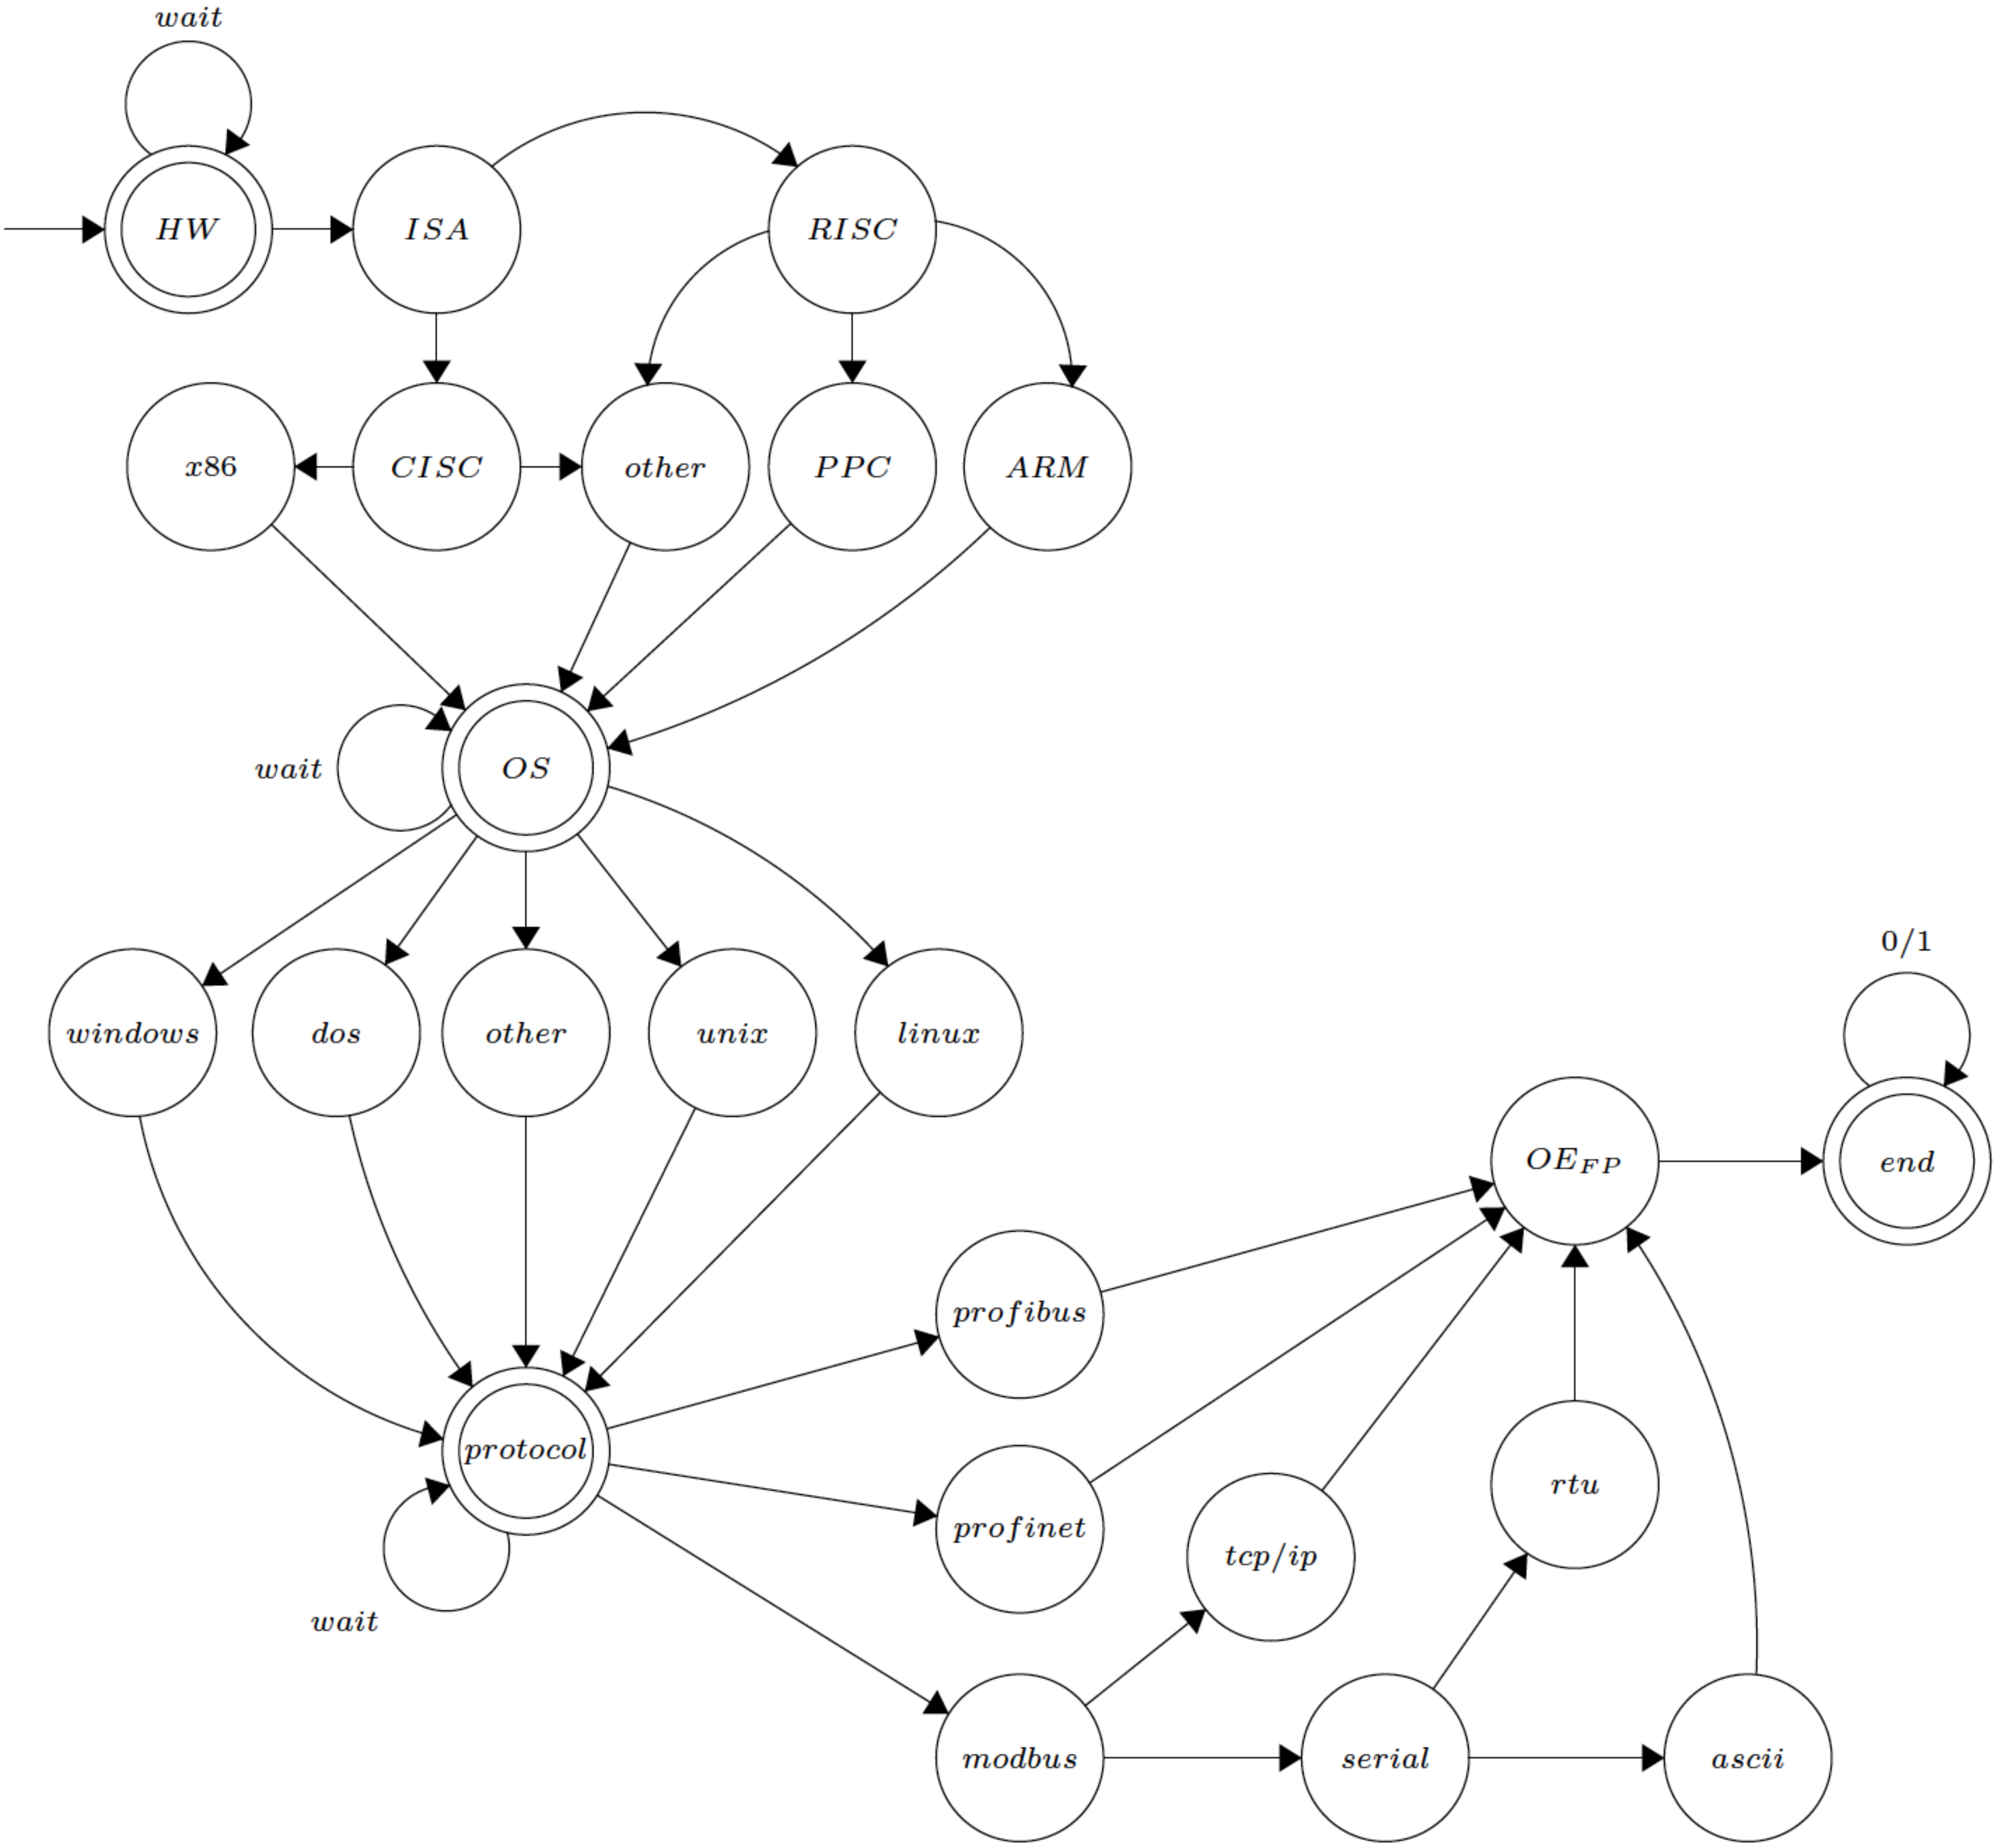 wait
HW
ISA
RISC
x86
CISC
other
PPC
ARM
wait
OS
0/1
windows
dos
other
unix
linux
OE_FP
end
profibus
protocol
rtu
profinet
tcp/ip
wait
modbus
serial
ascii